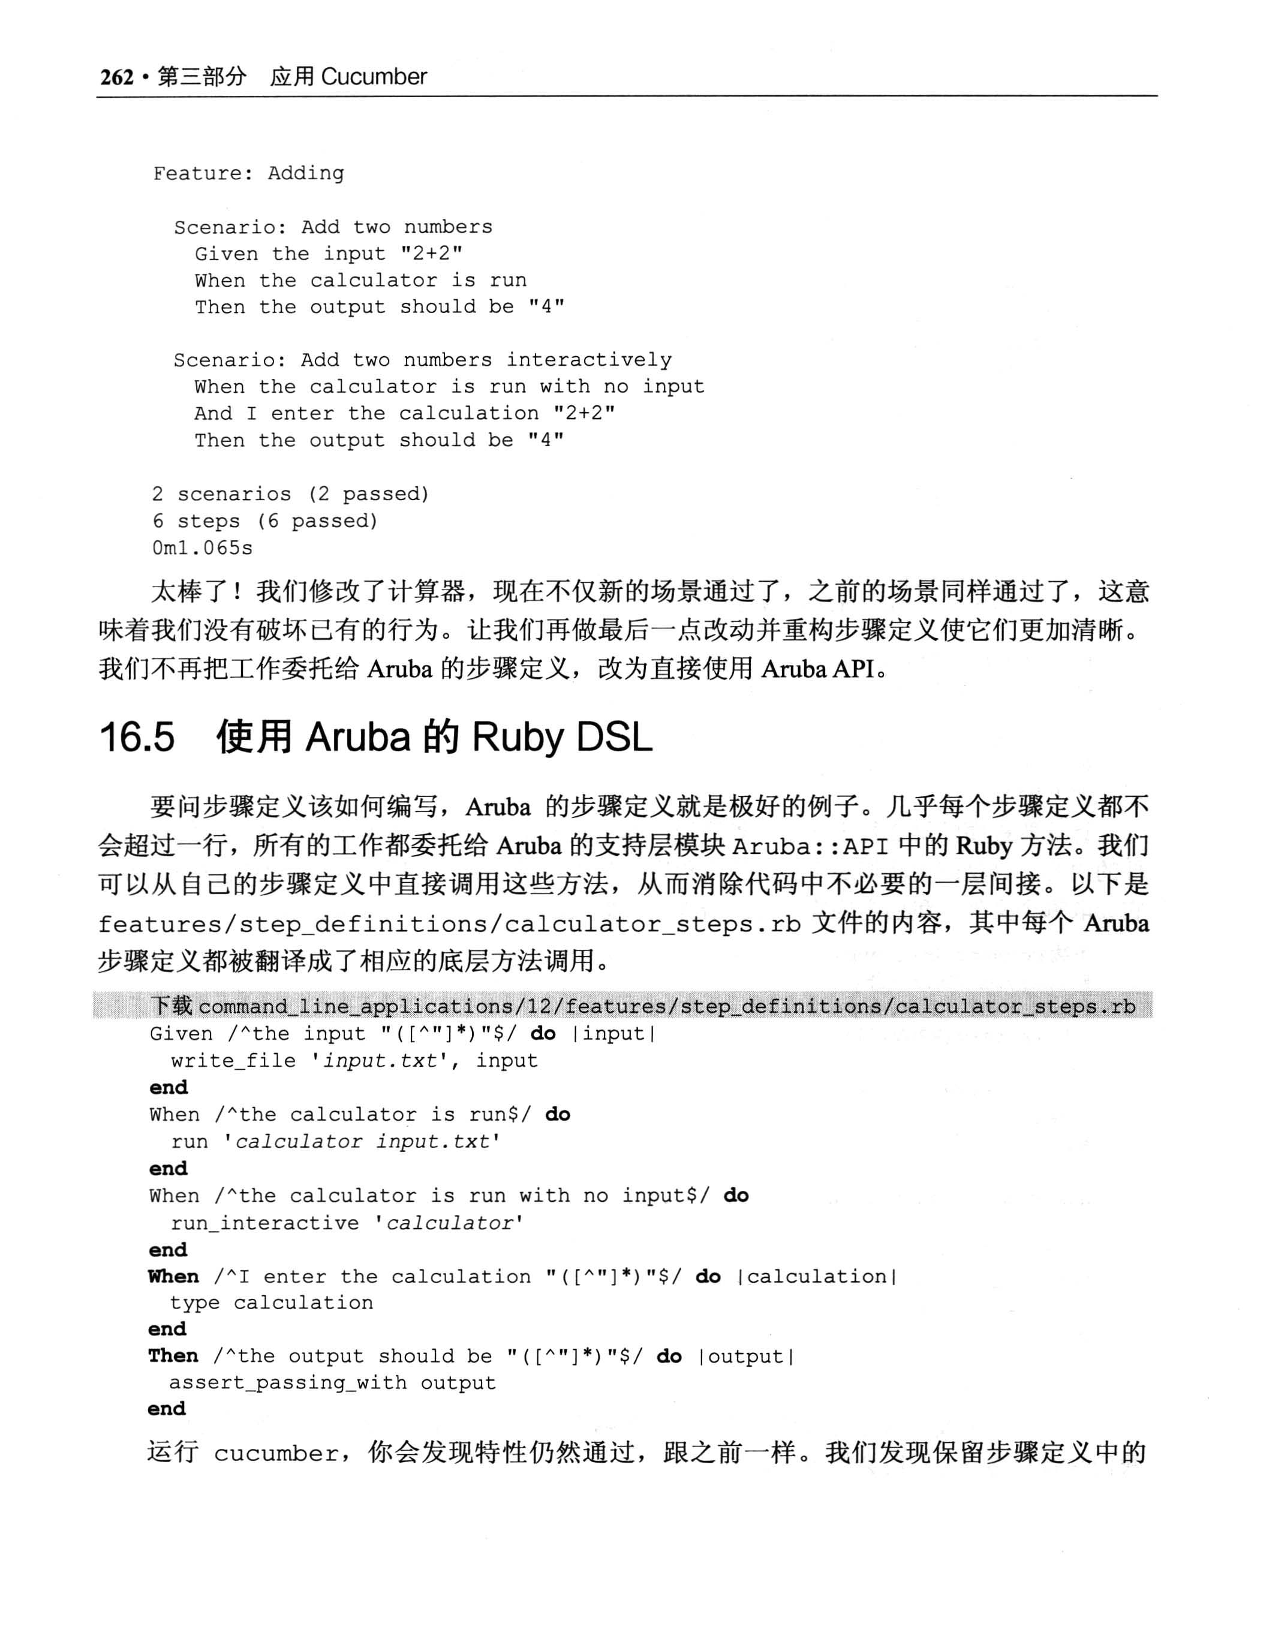 262·第三部分 应用 Cucumber
Feature: Adding
Scenario: Add two numbers
Given the input "2+2"
When the calculator is run
Then the output should be "4"
Scenario: Add two numbers interactively
When the calculator is run with no input
And I enter the calculation "2+2"
Then the output should be "4"
2 scenarios (2 passed)
6 steps (6 passed)
0m1.065s
太棒了！我们修改了计算器，现在不仅新的场景通过了，之前的场景同样通过了，这意
味着我们没有破坏已有的行为。让我们再做最后一点改动并重构步骤定义使它们更加清晰。
我们不再把工作委托给 Aruba 的步骤定义，改为直接使用 Aruba API。
16.5 使用 Aruba 的 Ruby DSL
要问步骤定义该如何编写，Aruba 的步骤定义就是极好的例子。几乎每个步骤定义都不
会超过一行，所有的工作都委托给 Aruba 的支持层模块 Aruba::API 中的 Ruby 方法。我们
可以从自己的步骤定义中直接调用这些方法，从而消除代码中不必要的一层间接。以下是
features/step_definitions/calculator_steps.rb 文件的内容，其中每个 Aruba
步骤定义都被翻译成了相应的底层方法调用。
下载 command_line_applications/12/features/step_definitions/calculator_steps.rb
Given /^the input "([^"]*)"$/ do |input|
write_file 'input.txt', input
end
When /^the calculator is run$/ do
run 'calculator input.txt'
end
When /^the calculator is run with no input$/ do
run_interactive 'calculator'
end
When /^I enter the calculation "([^"]*)"$/ do |calculation|
type calculation
end
Then /^the output should be "([^"]*)"$/ do |output|
assert_passing_with output
end
运行 cucumber，你会发现特性仍然通过，跟之前一样。我们发现保留步骤定义中的